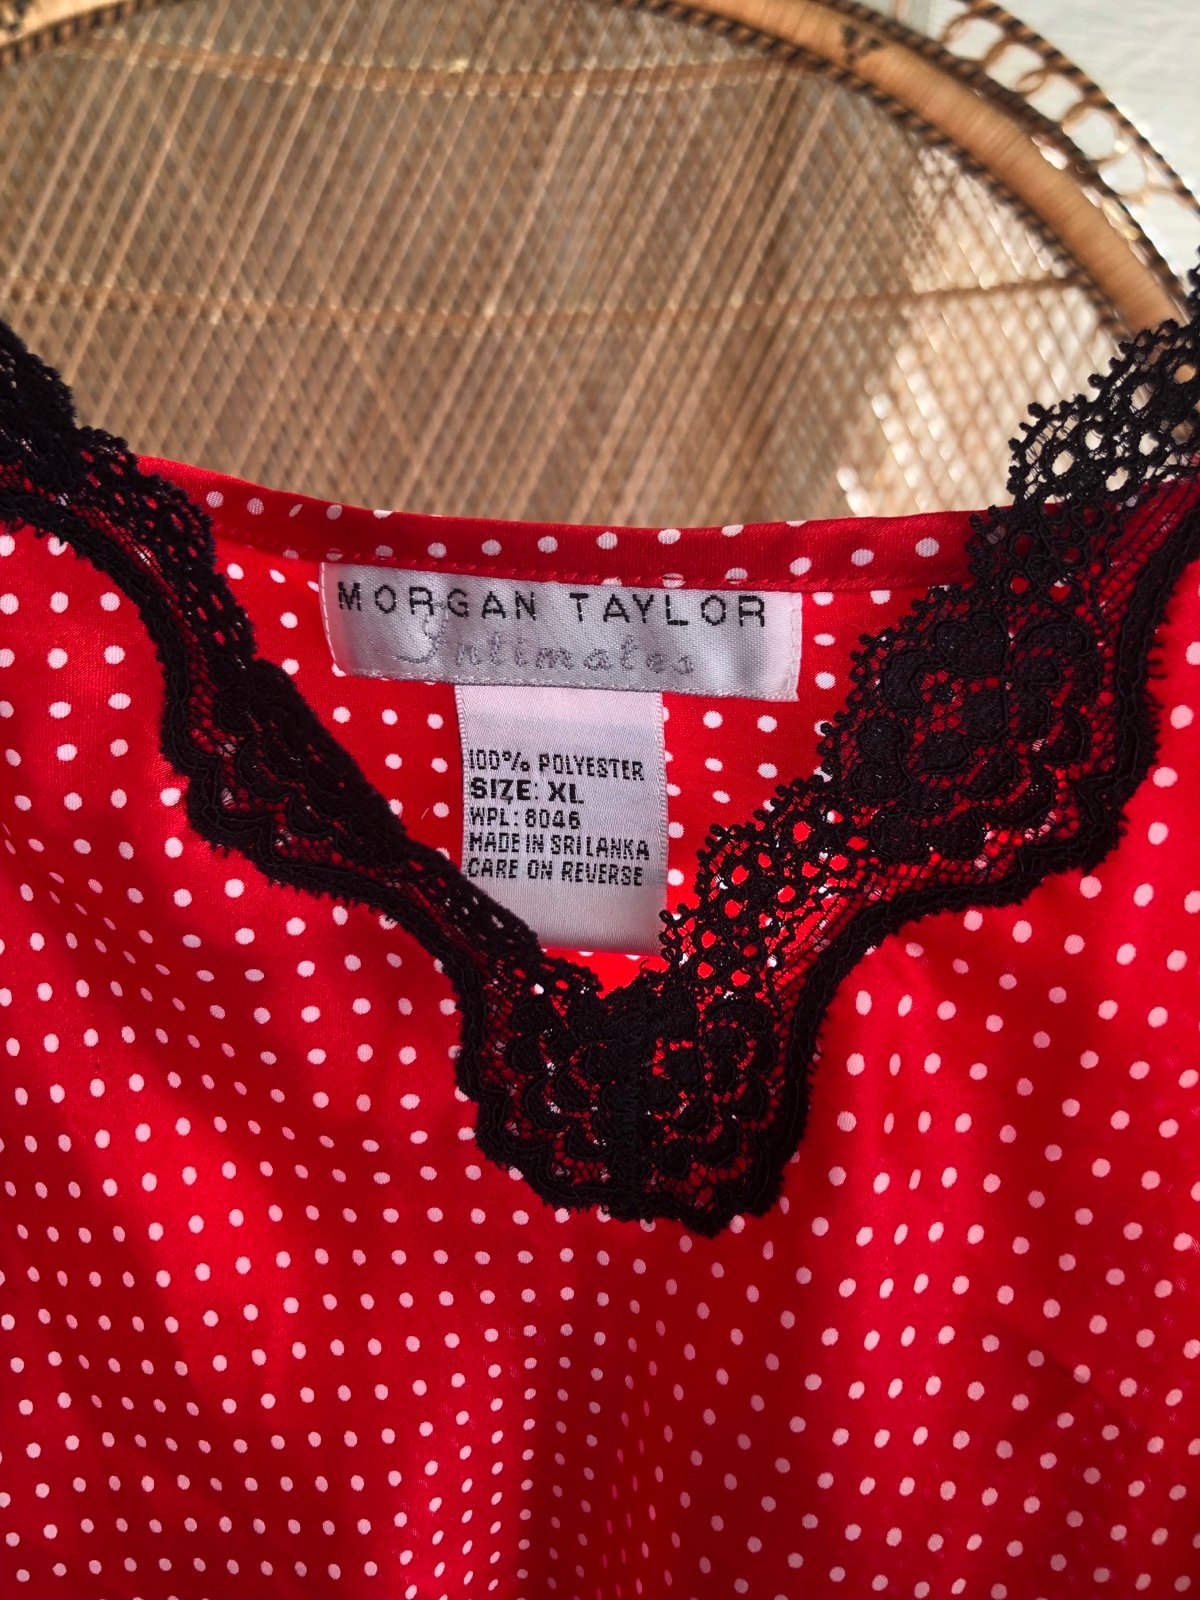 MORGAN TAYLOR
Intimates
100% POLYESTER
SIZE: XL
WPL: 8046
MADE IN SRI LANKA
CARE ON REVERSE